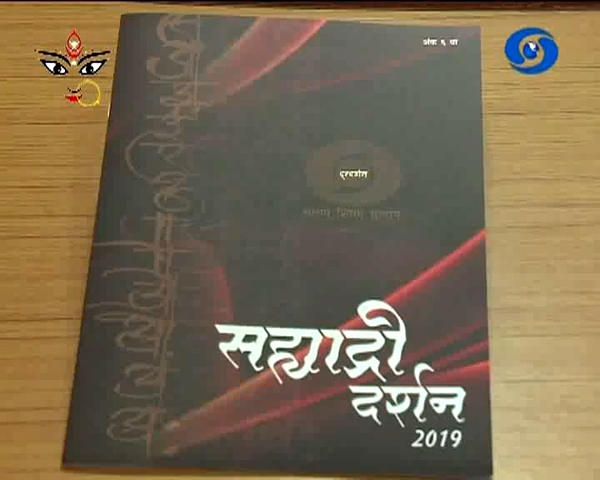 अंक ६ वा
दूरदर्शन
सत्यम् शिवम् सुन्दरम्
सह्याद्री
दर्शन
2019